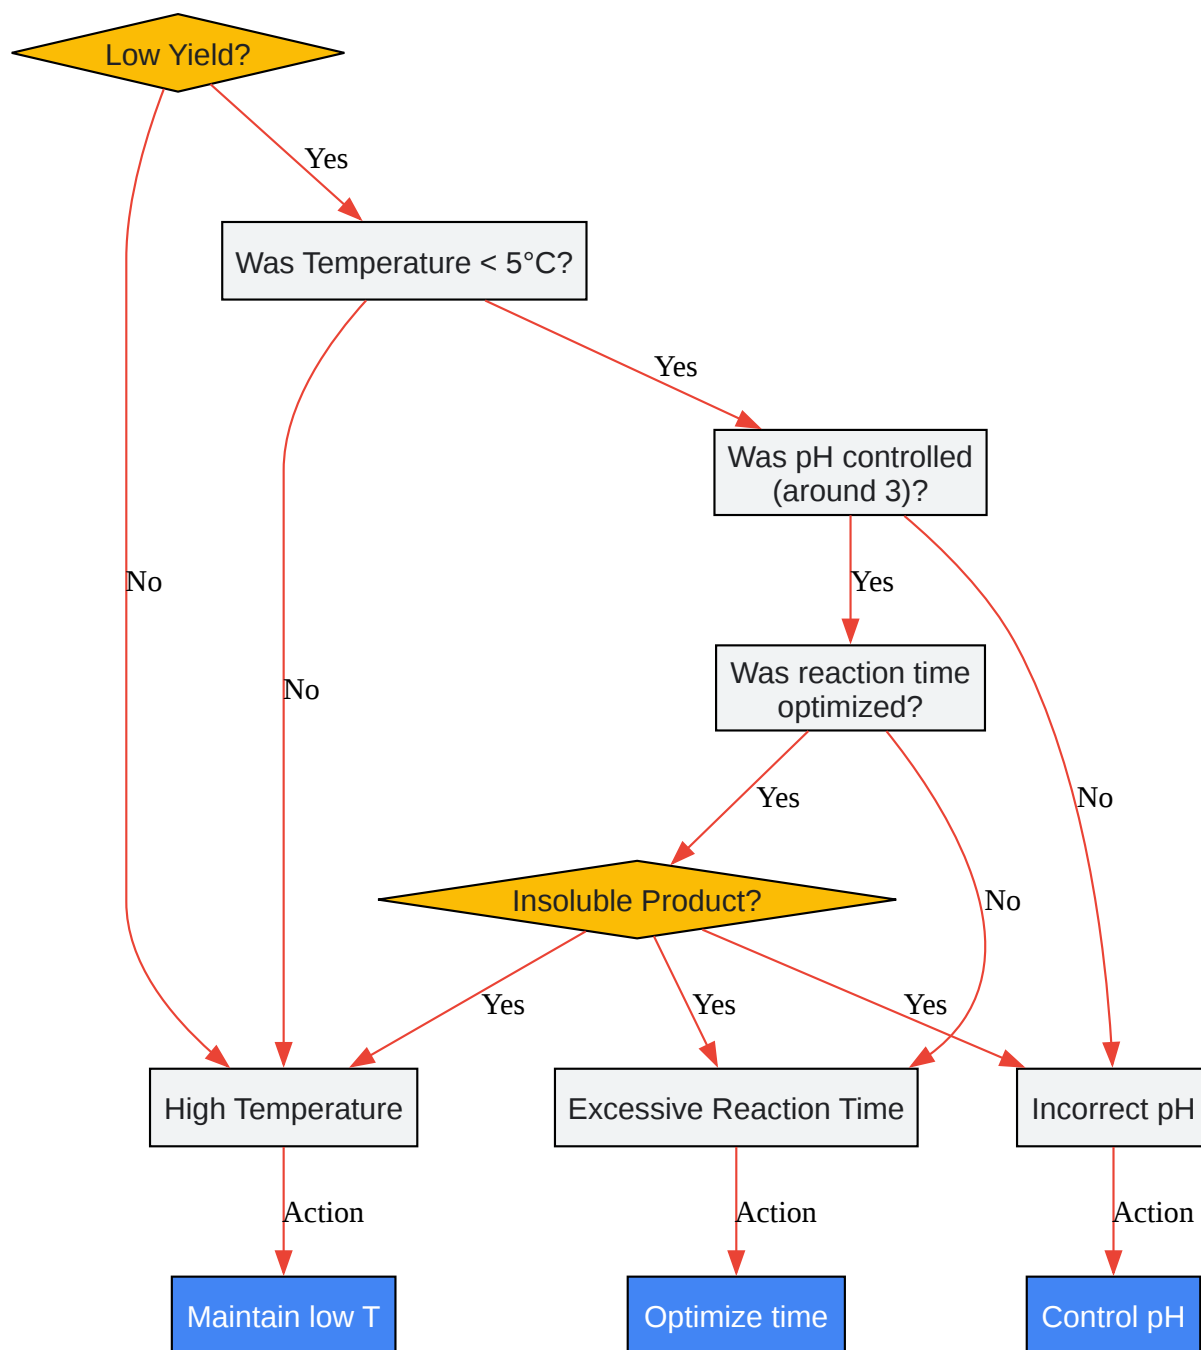 Low Yield?
Yes
Was Temperature < 5°C?
Yes
Was pH controlled
(around 3)?
No
Yes
No
Was reaction time
optimized?
Yes
No
Insoluble Product?
No
Yes
Yes
Yes
High Temperature
Excessive Reaction Time
Incorrect pH
Action
Action
Action
Maintain low T
Optimize time
Control pH